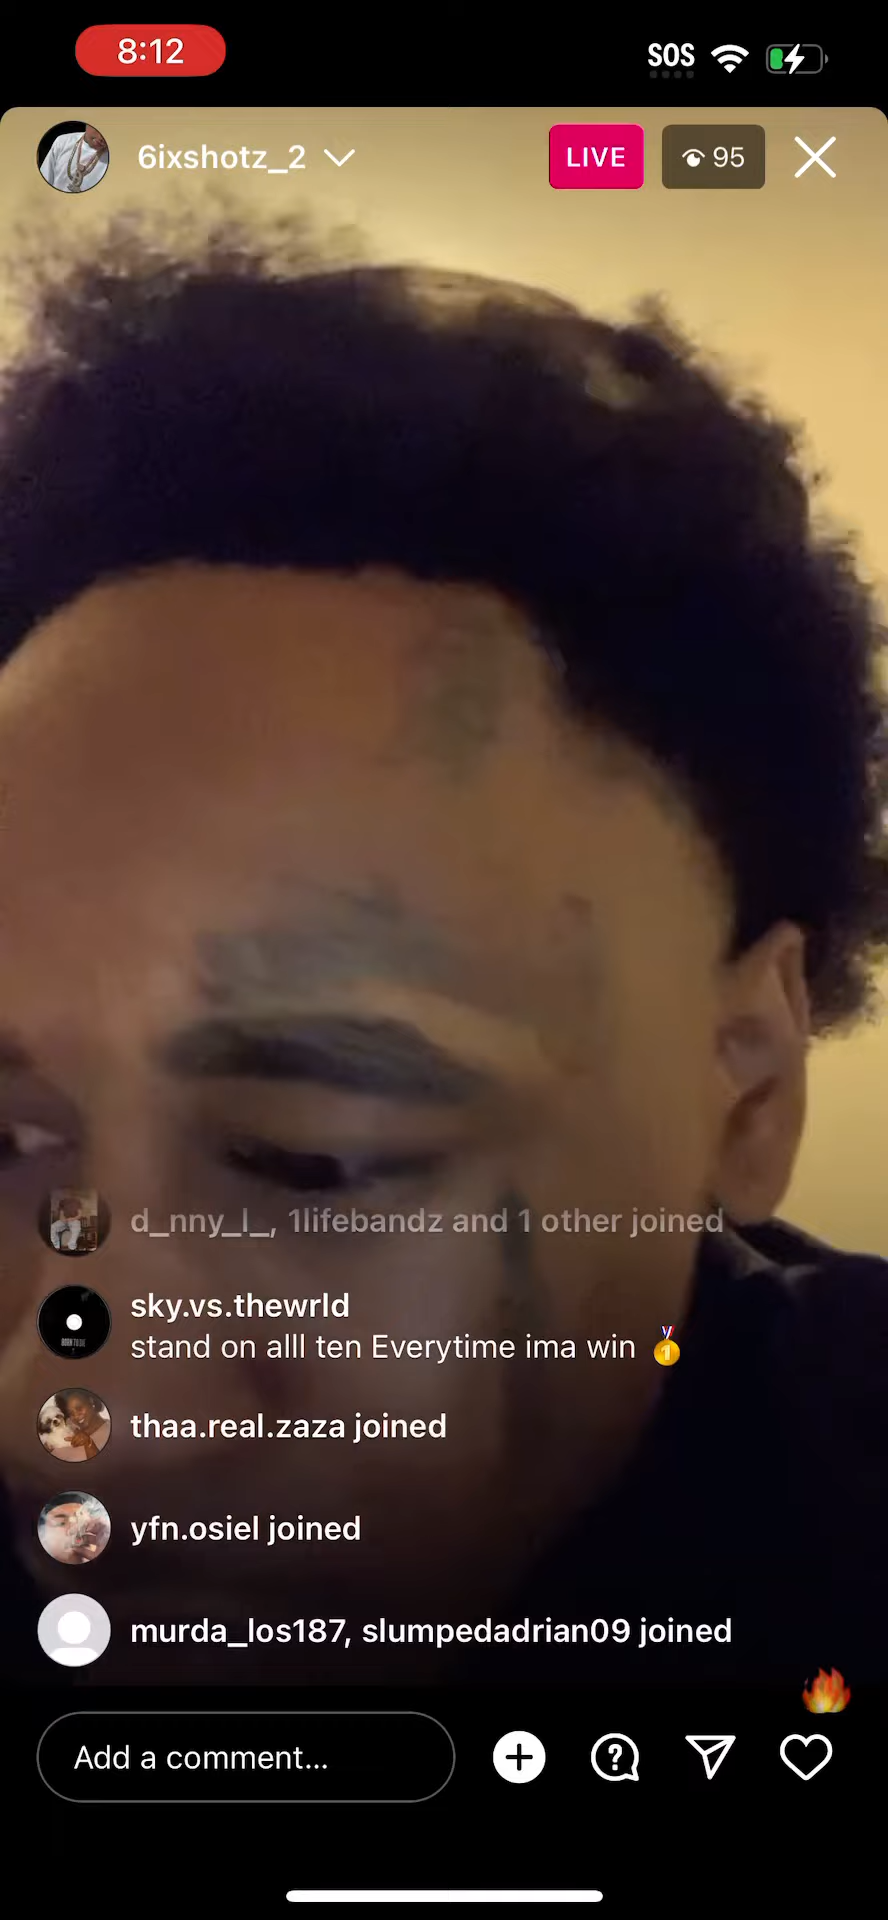 8:12
SOS
6ixshotz_2
LIVE
95
d_nny_l_, 1lifebandz and 1 other joined
sky.vs.thewrld
stand on alll ten Everytime ima win 🥇
thaa.real.zaza joined
yfn.osiel joined
murda_los187, slumpedadrian09 joined
Add a comment...